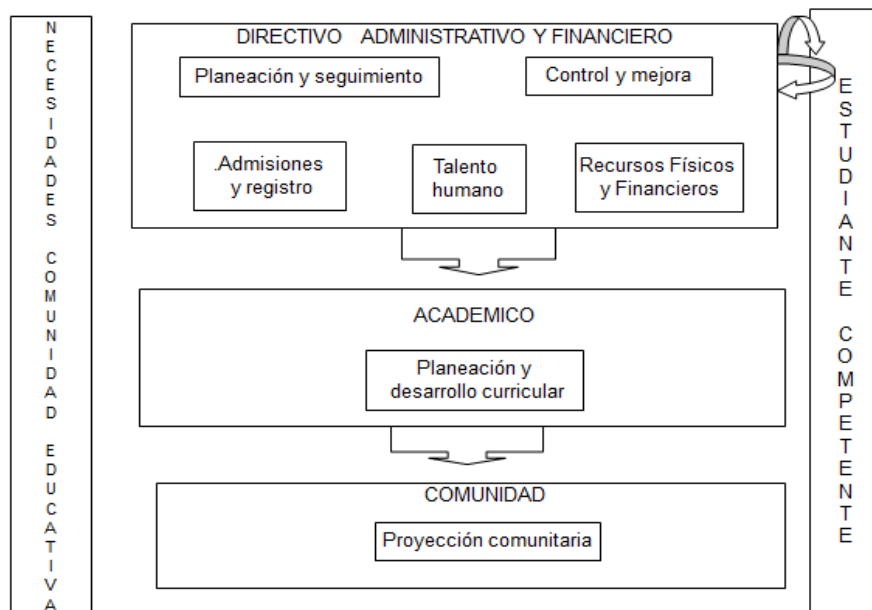 NECESIDADES COMUNIDAD EDUCATIVA
DIRECTIVO ADMINISTRATIVO Y FINANCIERO
Planeación y seguimiento
Control y mejora
.Admisiones
y registro
Talento
humano
Recursos Físicos
y Financieros
ACADEMICO
Planeación y
desarrollo curricular
COMUNIDAD
Proyección comunitaria
ESTUDIANTE COMPETENTE